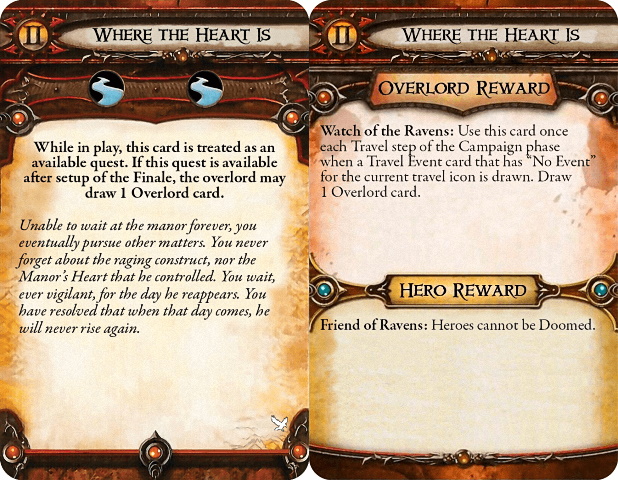 II
Where the Heart Is
While in play, this card is treated as an
available quest. If this quest is available
after setup of the Finale, the overlord may
draw 1 Overlord card.
Unable to wait at the manor forever, you
eventually pursue other matters. You never
forget about the raging construct, nor the
Manor's Heart that he controlled. You wait,
ever vigilant, for the day he reappears. You
have resolved that when that day comes, he
will never rise again.
II
Where the Heart Is
Overlord Reward
Watch of the Ravens: Use this card once
each Travel step of the Campaign phase
when a Travel Event card that has "No Event"
for the current travel icon is drawn. Draw
1 Overlord card.
Hero Reward
Friend of Ravens: Heroes cannot be Doomed.